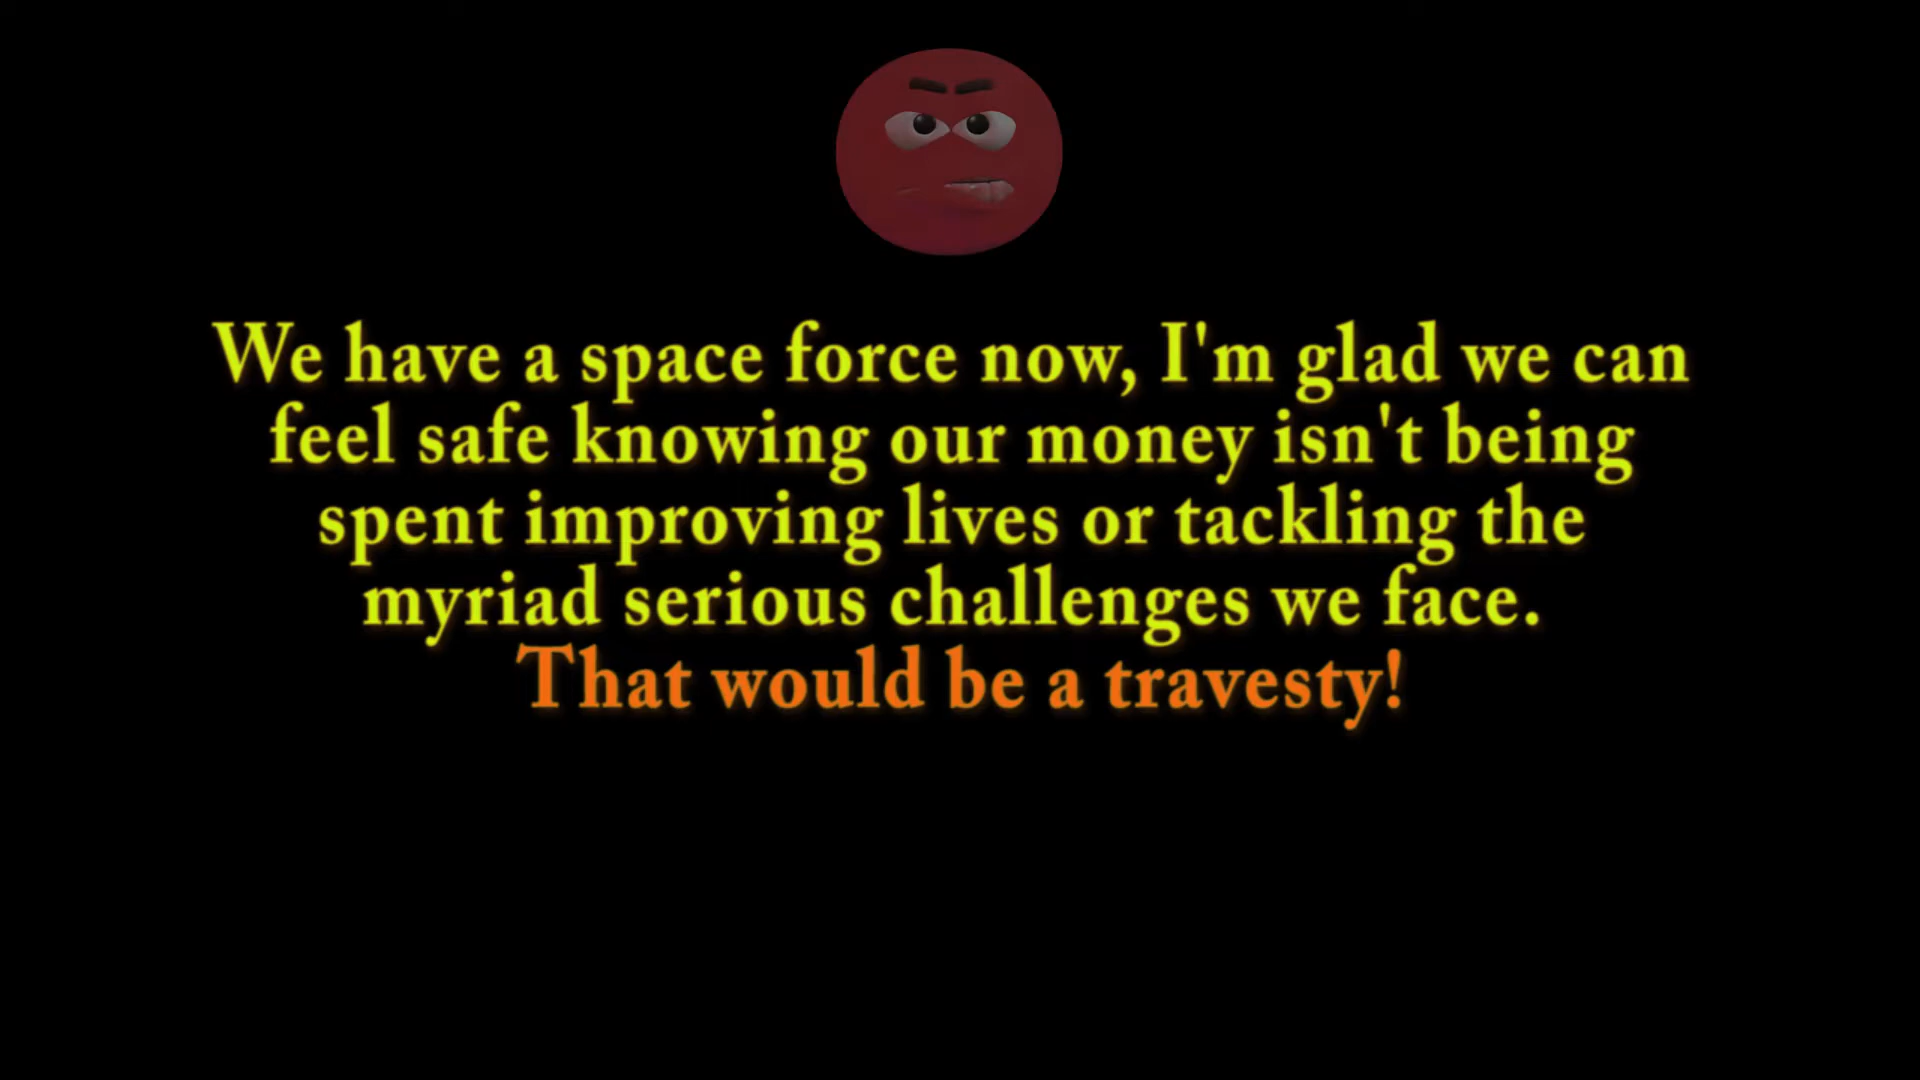 We have a space force now, I'm glad we can
feel safe knowing our money isn't being
spent improving lives or tackling the
myriad serious challenges we face.
That would be a travesty!